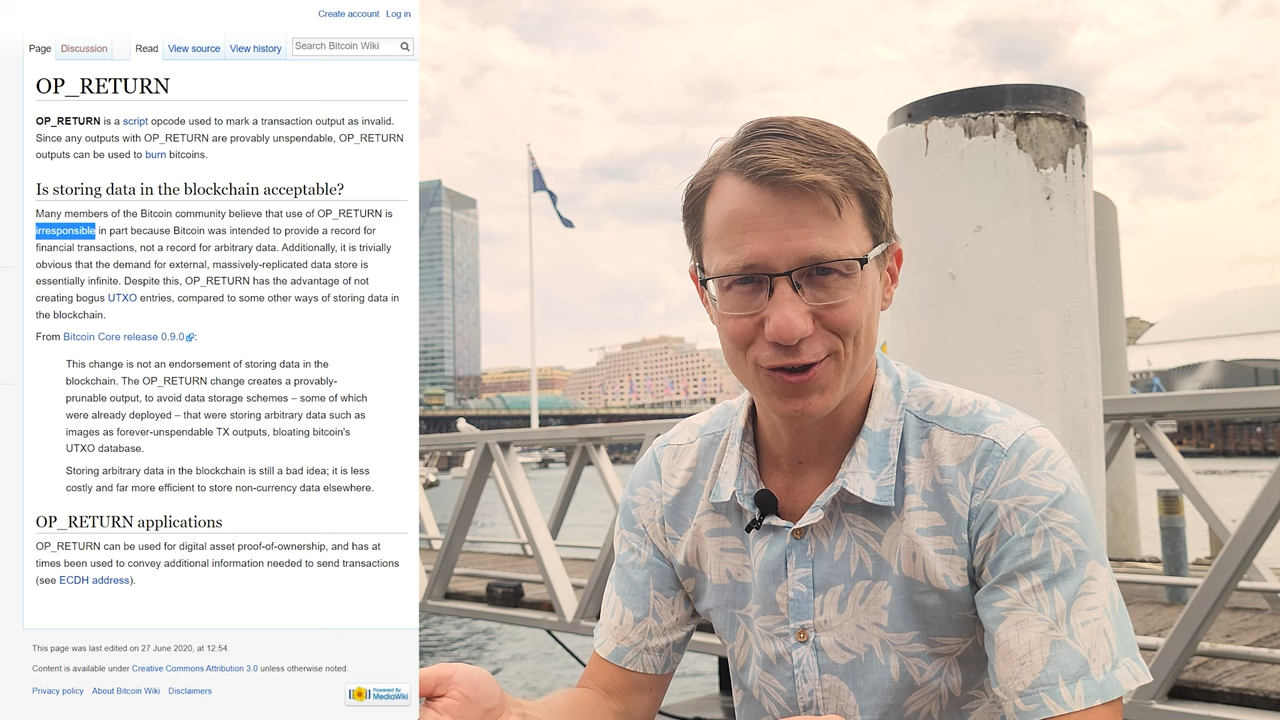 Create account Log in
Page Discussion Read View source View history Search Bitcoin Wiki
OP_RETURN
OP_RETURN is a script opcode used to mark a transaction output as invalid.
Since any outputs with OP_RETURN are provably unspendable, OP_RETURN
outputs can be used to burn bitcoins.
Is storing data in the blockchain acceptable?
Many members of the Bitcoin community believe that use of OP_RETURN is
irresponsible in part because Bitcoin was intended to provide a record for
financial transactions, not a record for arbitrary data. Additionally, it is trivially
obvious that the demand for external, massively-replicated data store is
essentially infinite. Despite this, OP_RETURN has the advantage of not
creating bogus UTXO entries, compared to some other ways of storing data in
the blockchain.
From Bitcoin Core release 0.9.0:
This change is not an endorsement of storing data in the
blockchain. The OP_RETURN change creates a provably-
prunable output, to avoid data storage schemes – some of which
were already deployed – that were storing arbitrary data such as
images as forever-unspendable TX outputs, bloating bitcoin's
UTXO database.
Storing arbitrary data in the blockchain is still a bad idea; it is less
costly and far more efficient to store non-currency data elsewhere.
OP_RETURN applications
OP_RETURN can be used for digital asset proof-of-ownership, and has at
times been used to convey additional information needed to send transactions
(see ECDH address).
This page was last edited on 27 June 2020, at 12:54.
Content is available under Creative Commons Attribution 3.0 unless otherwise noted.
Privacy policy About Bitcoin Wiki Disclaimers
Powered By
MediaWiki